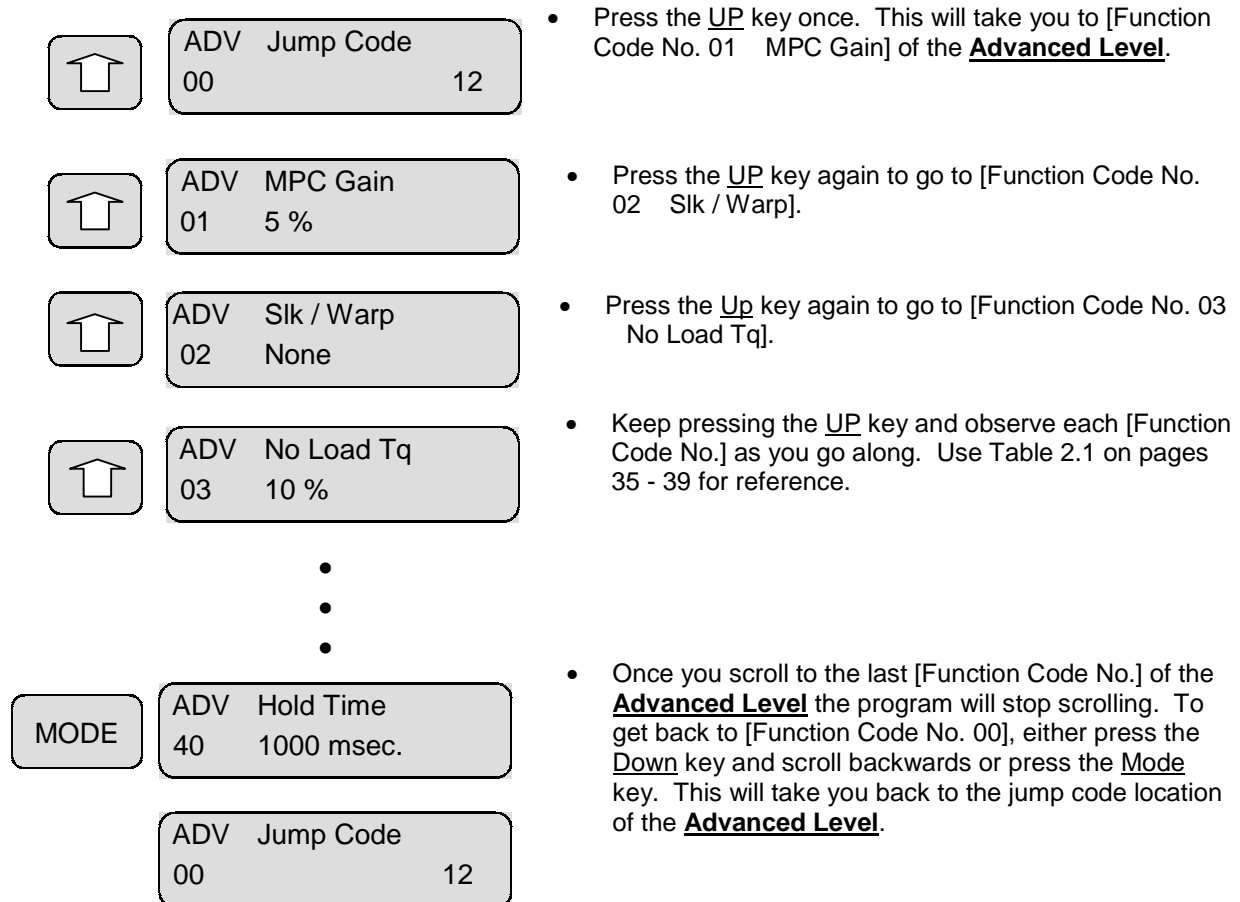 ADV Jump Code
00 12
• Press the UP key once. This will take you to [Function
Code No. 01 MPC Gain] of the Advanced Level.
ADV MPC Gain
01 5 %
• Press the UP key again to go to [Function Code No.
02 Slk / Warp].
ADV Slk / Warp
02 None
• Press the Up key again to go to [Function Code No. 03
No Load Tq].
ADV No Load Tq
03 10 %
• Keep pressing the UP key and observe each [Function
Code No.] as you go along. Use Table 2.1 on pages
35 - 39 for reference.
MODE
ADV Hold Time
40 1000 msec.
• Once you scroll to the last [Function Code No.] of the
Advanced Level the program will stop scrolling. To
get back to [Function Code No. 00], either press the
Down key and scroll backwards or press the Mode
key. This will take you back to the jump code location
of the Advanced Level.
ADV Jump Code
00 12